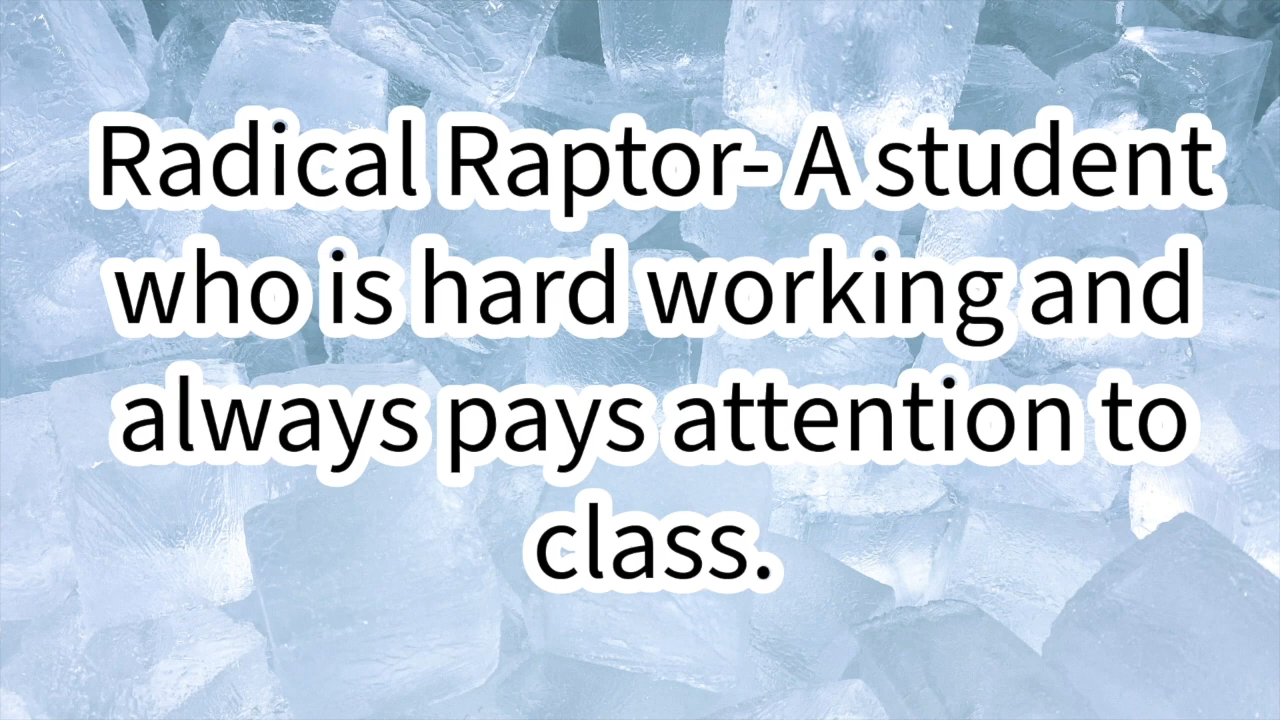 Radical Raptor- A student
who is hard working and
always pays attention to
class.